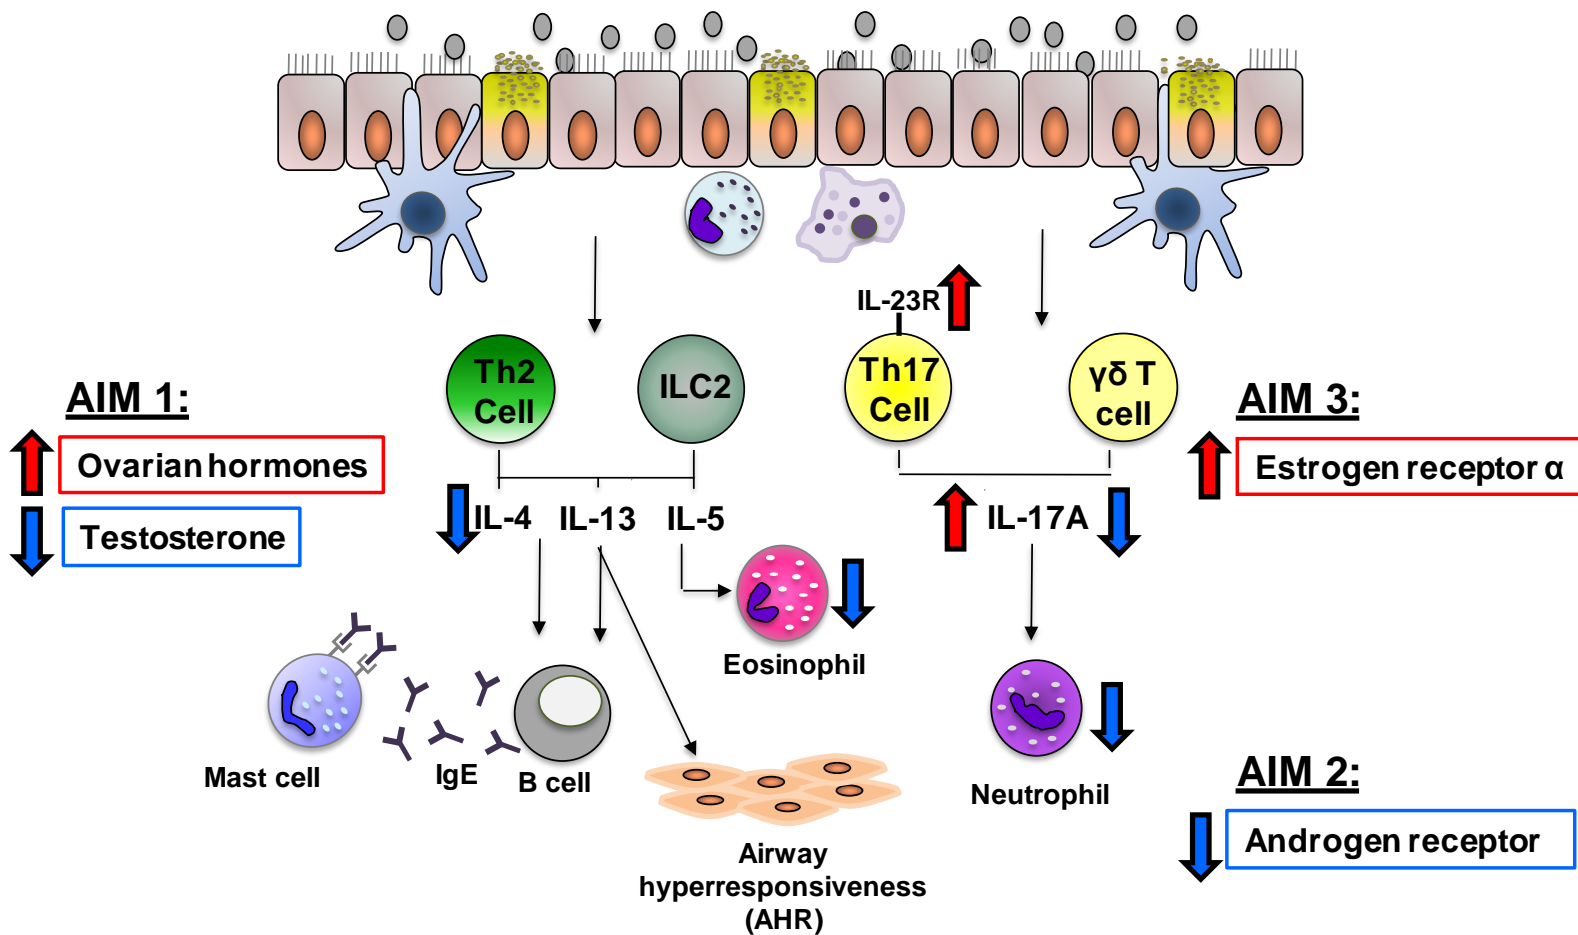 IL-23R
Th2
Cell
ILC2
Th17
Cell
γδ T
cell
AIM 1:
Ovarian hormones
Testosterone
AIM 3:
Estrogen receptor α
IL-4
IL-13
IL-5
IL-17A
Eosinophil
Mast cell
IgE
B cell
Neutrophil
Airway
hyperresponsiveness
(AHR)
AIM 2:
Androgen receptor